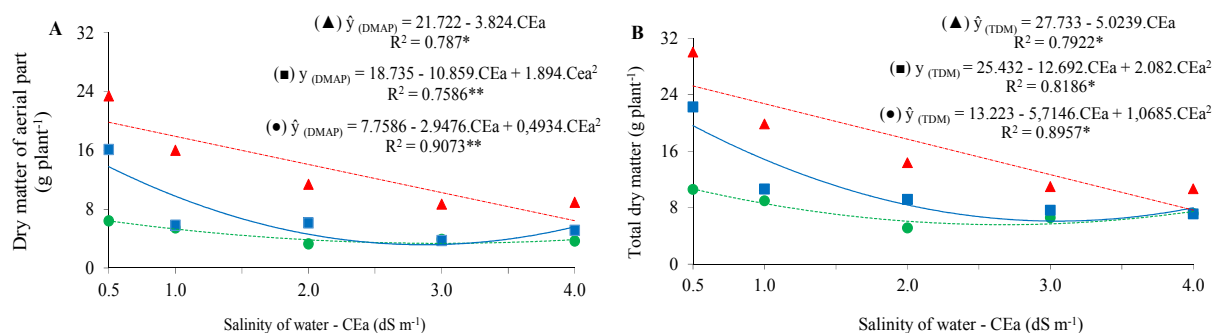 A
(▲) ŷ (DMAP) = 21.722 - 3.824.CEa
R² = 0.787*
(■) y (DMAP) = 18.735 - 10.859.CEa + 1.894.Cea²
R² = 0.7586**
(●) ŷ (DMAP) = 7.7586 - 2.9476.CEa + 0,4934.CEa²
R² = 0.9073**
Dry matter of aerial part
(g plant⁻¹)
32
24
16
8
0
0.5 1.0 2.0 3.0 4.0
Salinity of water - CEa (dS m⁻¹)
B
(▲) ŷ (TDM) = 27.733 - 5.0239.CEa
R² = 0.7922*
(■) y (TDM) = 25.432 - 12.692.CEa + 2.082.CEa²
R² = 0.8186*
(●) ŷ (TDM) = 13.223 - 5,7146.CEa + 1,0685.CEa²
R² = 0.8957*
Total dry matter (g plant⁻¹)
32
24
16
8
0
0.5 1.0 2.0 3.0 4.0
Salinity of water - CEa (dS m⁻¹)